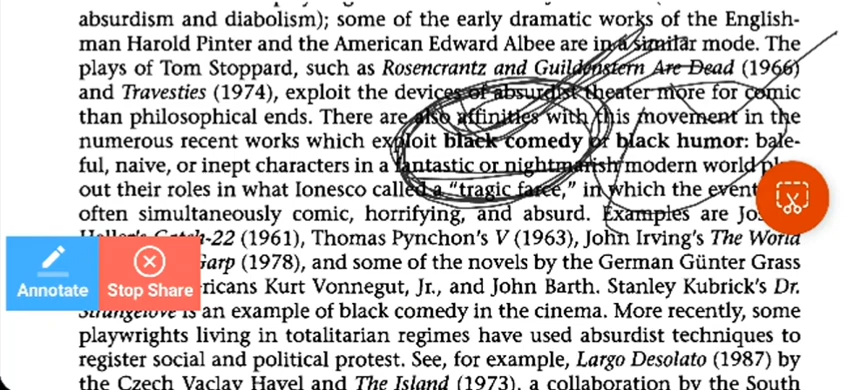 absurdism and diabolism); some of the early dramatic works of the English-
man Harold Pinter and the American Edward Albee are in a similar mode. The
plays of Tom Stoppard, such as Rosencrantz and Guildenstern Are Dead (1966)
and Travesties (1974), exploit the devices of absurdist theater more for comic
than philosophical ends. There are also affinities with this movement in the
numerous recent works which exploit black comedy or black humor: bale-
ful, naive, or inept characters in a fantastic or nightmarish modern world
out their roles in what Ionesco called a "tragic farce," in which the event
often simultaneously comic, horrifying, and absurd. Examples are
Catch-22 (1961), Thomas Pynchon's V (1963), John Irving's The World
Garp (1978), and some of the novels by the German Günter Grass
Kurt Vonnegut, Jr., and John Barth. Stanley Kubrick's Dr.
Strangelove is an example of black comedy in the cinema. More recently, some
playwrights living in totalitarian regimes have used absurdist techniques to
register social and political protest. See, for example, Largo Desolato (1987) by
the Czech Vaclav Havel and The Island (1973), a collaboration by the South
Annotate
Stop Share